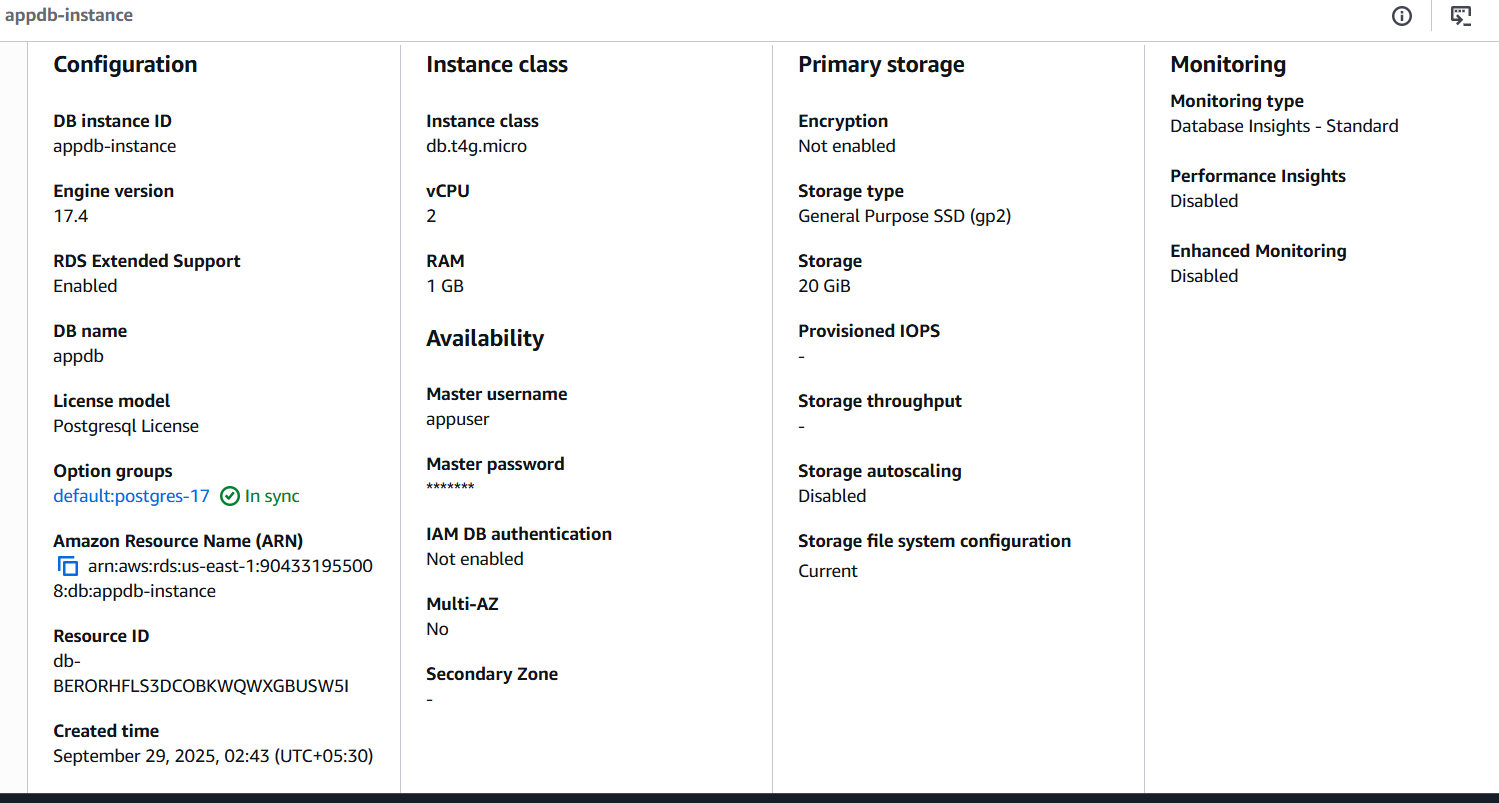 appdb-instance
Configuration
DB instance ID
appdb-instance
Engine version
17.4
RDS Extended Support
Enabled
DB name
appdb
License model
Postgresql License
Option groups
default:postgres-17 In sync
Amazon Resource Name (ARN)
arn:aws:rds:us-east-1:90433195500
8:db:appdb-instance
Resource ID
db-
BERORHFLS3DCOBKWQWXGBUSW5I
Created time
September 29, 2025, 02:43 (UTC+05:30)
Instance class
Instance class
db.t4g.micro
vCPU
2
RAM
1 GB
Availability
Master username
appuser
Master password
*******
IAM DB authentication
Not enabled
Multi-AZ
No
Secondary Zone
-
Primary storage
Encryption
Not enabled
Storage type
General Purpose SSD (gp2)
Storage
20 GiB
Provisioned IOPS
-
Storage throughput
-
Storage autoscaling
Disabled
Storage file system configuration
Current
Monitoring
Monitoring type
Database Insights - Standard
Performance Insights
Disabled
Enhanced Monitoring
Disabled